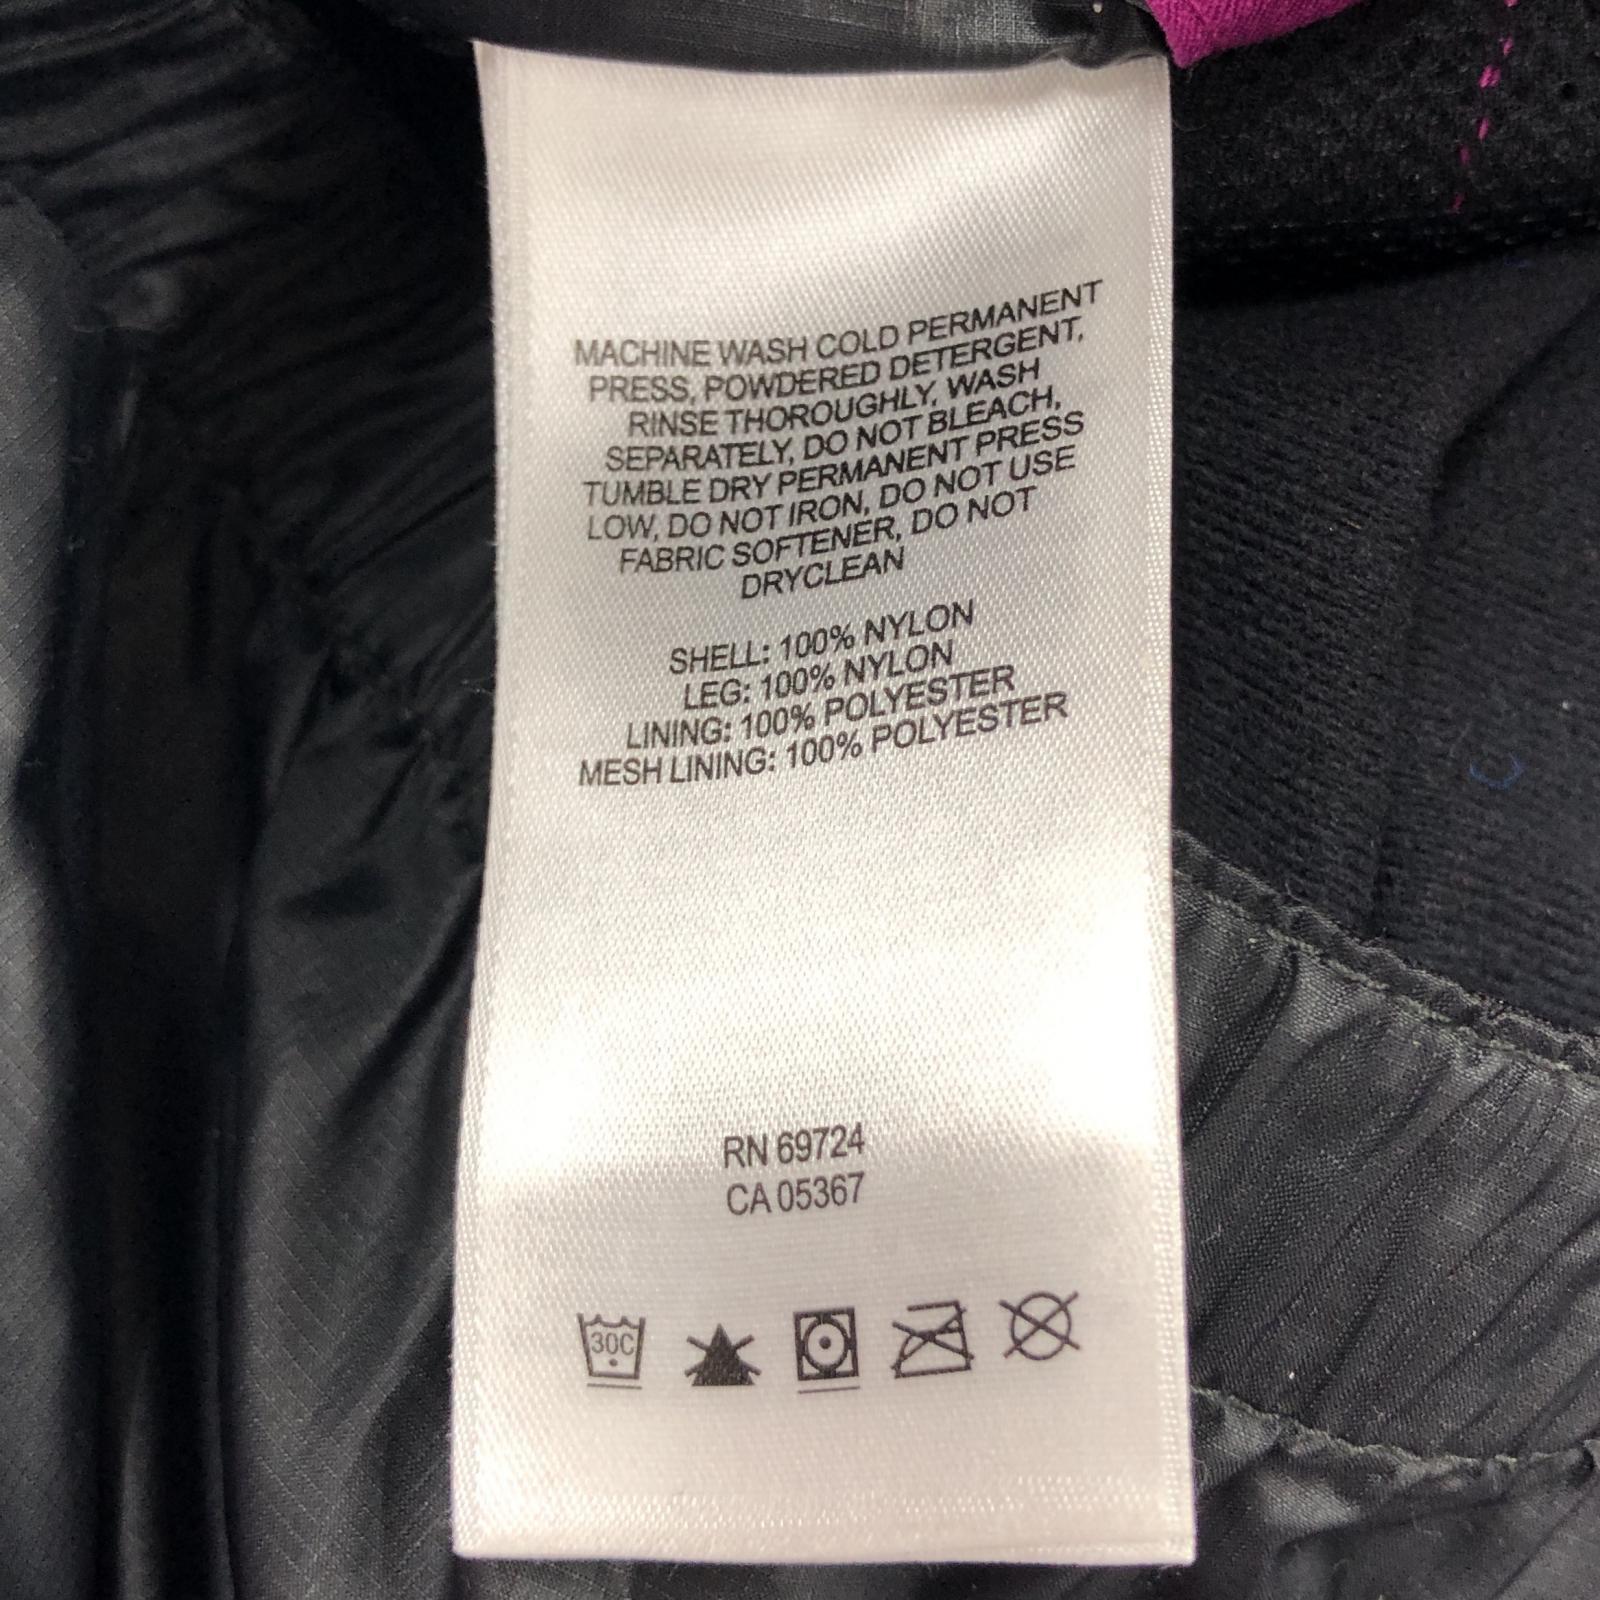 MACHINE WASH COLD PERMANENT
PRESS, POWDERED DETERGENT,
RINSE THOROUGHLY, WASH
SEPARATELY, DO NOT BLEACH,
TUMBLE DRY PERMANENT PRESS
LOW, DO NOT IRON, DO NOT USE
FABRIC SOFTENER, DO NOT
DRYCLEAN
SHELL: 100% NYLON
LEG: 100% NYLON
LINING: 100% POLYESTER
MESH LINING: 100% POLYESTER
RN 69724
CA 05367
30C